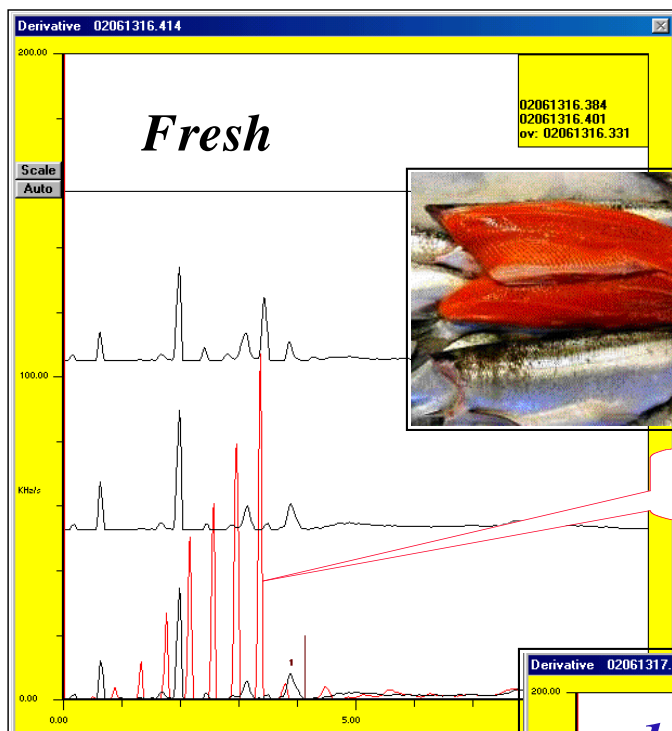 Derivative 02061316.414
200.00
02061316.384
02061316.401
ov: 02061316.331
Fresh
Scale
Auto
100.00
KHz/s
1
0.00
0.00
5.00
Derivative 02061317.
200.00